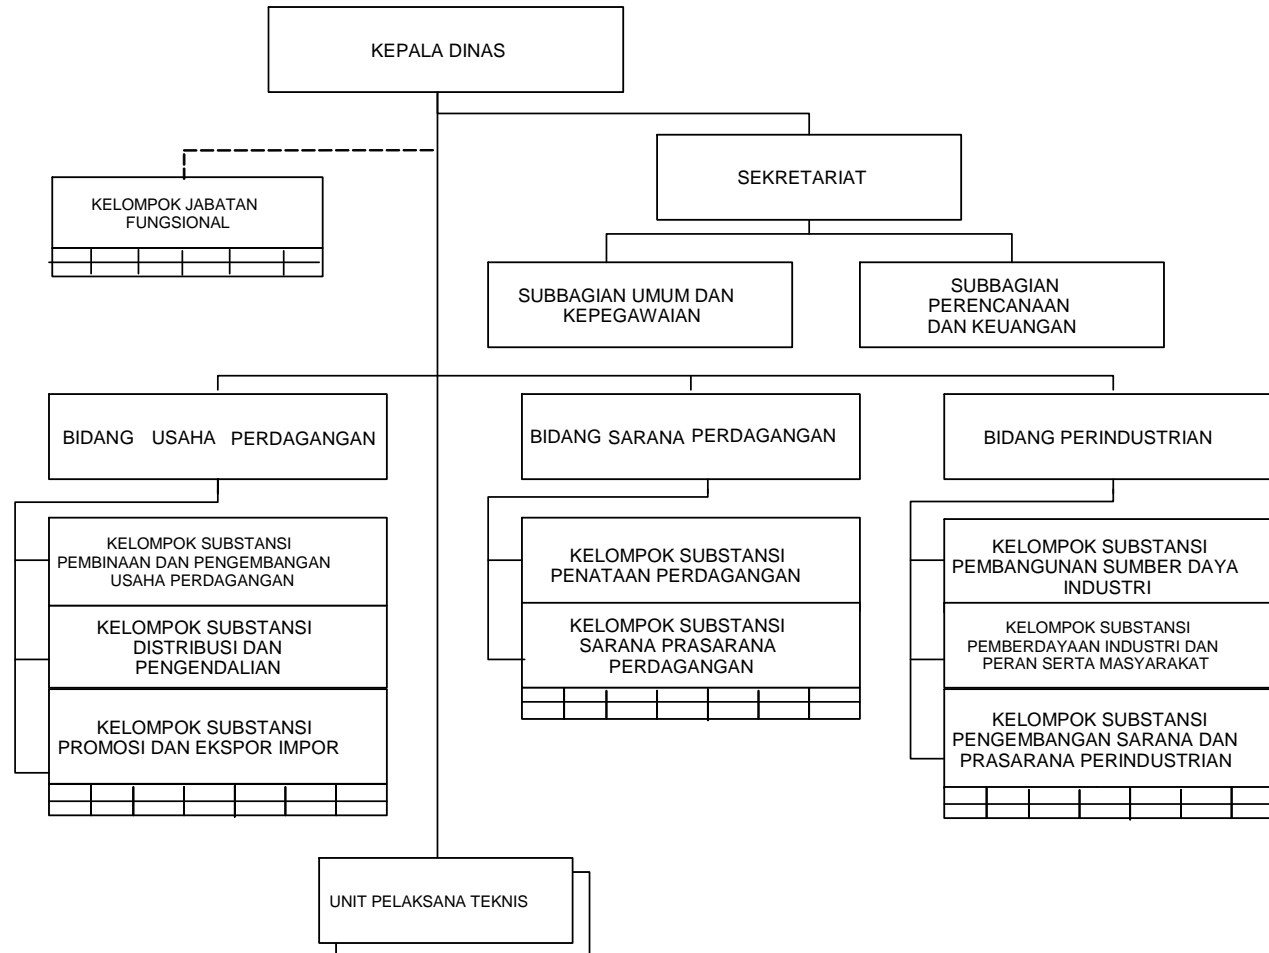 KEPALA DINAS
SEKRETARIAT
KELOMPOK JABATAN
FUNGSIONAL
SUBBAGIAN UMUM DAN
KEPEGAWAIAN
SUBBAGIAN
PERENCANAAN
DAN KEUANGAN
BIDANG USAHA PERDAGANGAN
BIDANG SARANA PERDAGANGAN
BIDANG PERINDUSTRIAN
KELOMPOK SUBSTANSI
PEMBINAAN DAN PENGEMBANGAN
USAHA PERDAGANGAN
KELOMPOK SUBSTANSI
DISTRIBUSI DAN
PENGENDALIAN
KELOMPOK SUBSTANSI
PROMOSI DAN EKSPOR IMPOR
KELOMPOK SUBSTANSI
PENATAAN PERDAGANGAN
KELOMPOK SUBSTANSI
SARANA PRASARANA
PERDAGANGAN
KELOMPOK SUBSTANSI
PEMBANGUNAN SUMBER DAYA
INDUSTRI
KELOMPOK SUBSTANSI
PEMBERDAYAAN INDUSTRI DAN
PERAN SERTA MASYARAKAT
KELOMPOK SUBSTANSI
PENGEMBANGAN SARANA DAN
PRASARANA PERINDUSTRIAN
UNIT PELAKSANA TEKNIS